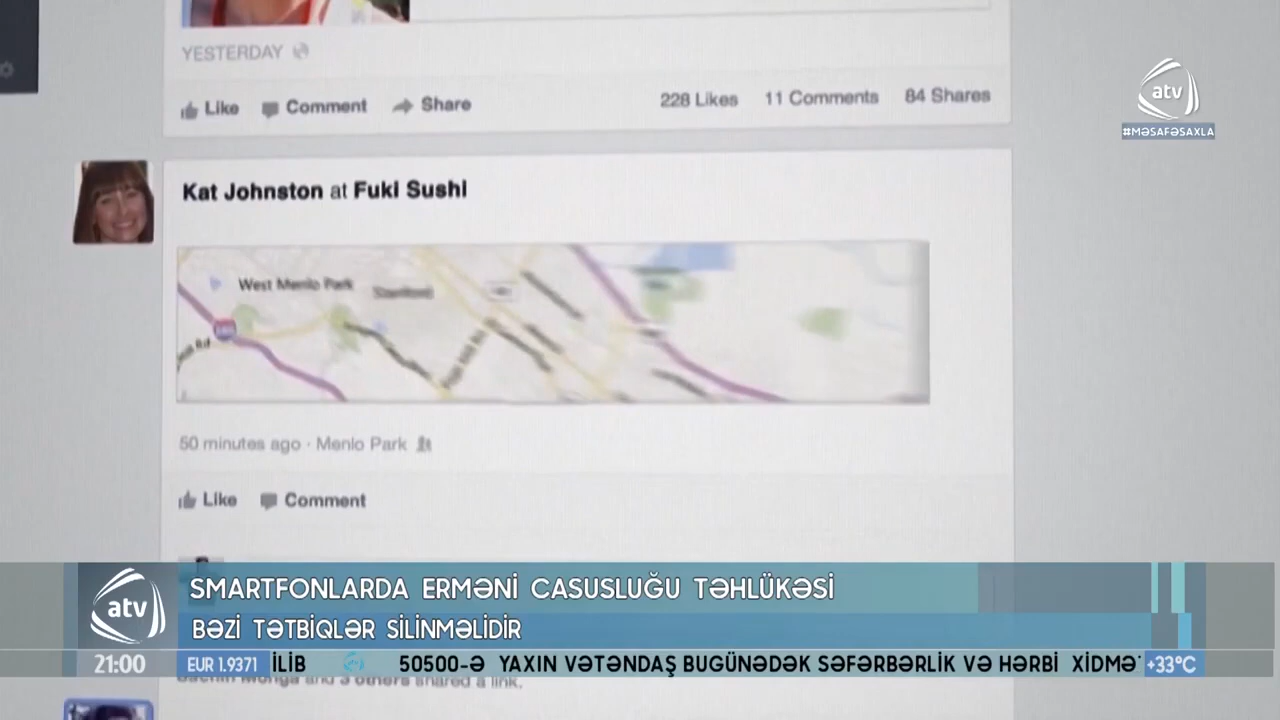 YESTERDAY
Like Comment Share 228 Likes 11 Comments 84 Shares
atv
#MƏSAFƏSAXLA
Kat Johnston at Fuki Sushi
West Menlo Park
Stanford
50 minutes ago · Menlo Park
Like Comment
atv
SMARTFONLARDA ERMƏNİ CASUSLUĞU TƏHLÜKƏSİ
BƏZİ TƏTBİQLƏR SİLİNMƏLİDİR
21:00 EUR 1.9371 İLİB 50500-Ə YAXIN VƏTƏNDAŞ BUGÜNƏDƏK SƏFƏRBƏRLİK VƏ HƏRBİ XİDMƏ +33°C
and 3 others shared a link.